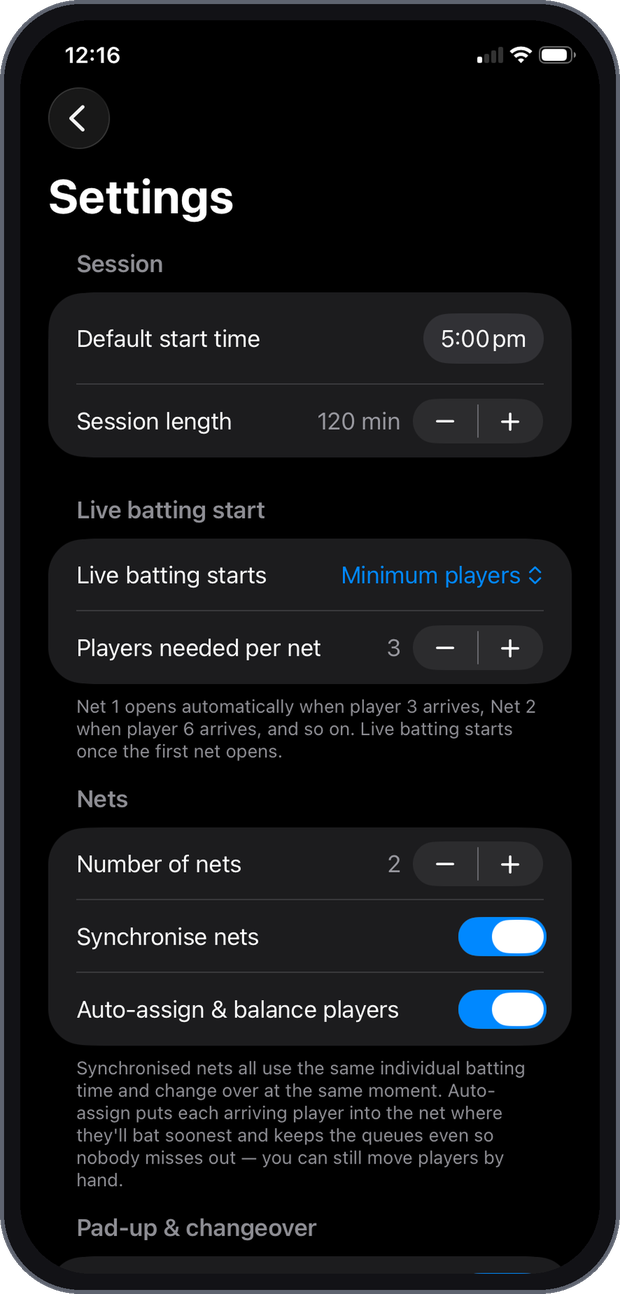 12:16
Settings
Session
Default start time 5:00 pm
Session length 120 min
Live batting start
Live batting starts Minimum players
Players needed per net 3
Net 1 opens automatically when player 3 arrives, Net 2
when player 6 arrives, and so on. Live batting starts
once the first net opens.
Nets
Number of nets 2
Synchronise nets
Auto-assign & balance players
Synchronised nets all use the same individual batting
time and change over at the same moment. Auto-
assign puts each arriving player into the net where
they'll bat soonest and keeps the queues even so
nobody misses out — you can still move players by
hand.
Pad-up & changeover